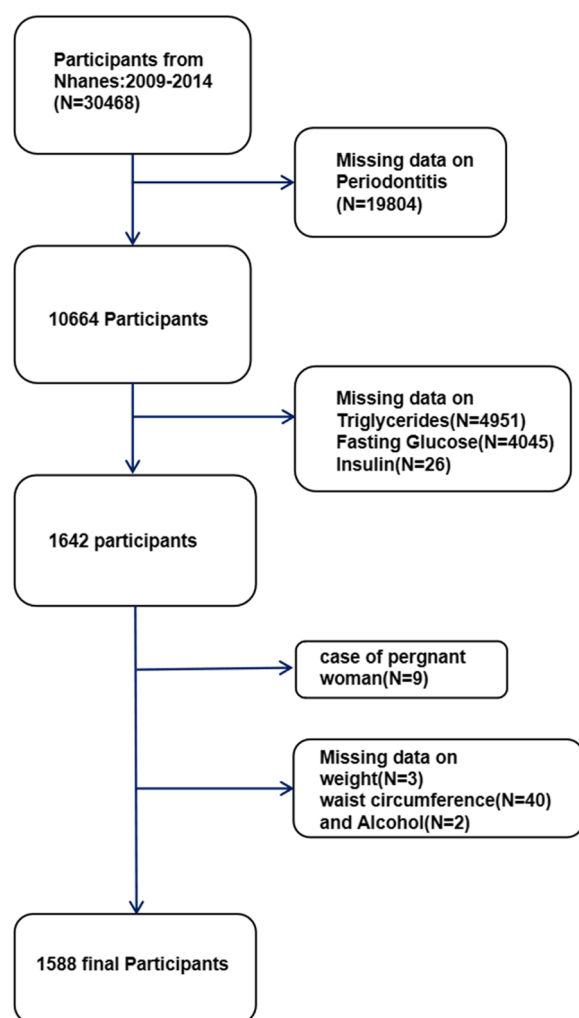 Participants from
Nhanes:2009-2014
(N=30468)
Missing data on
Periodontitis
(N=19804)
10664 Participants
Missing data on
Triglycerides(N=4951)
Fasting Glucose(N=4045)
Insulin(N=26)
1642 participants
case of pergnant
woman(N=9)
Missing data on
weight(N=3)
waist circumference(N=40)
and Alcohol(N=2)
1588 final Participants